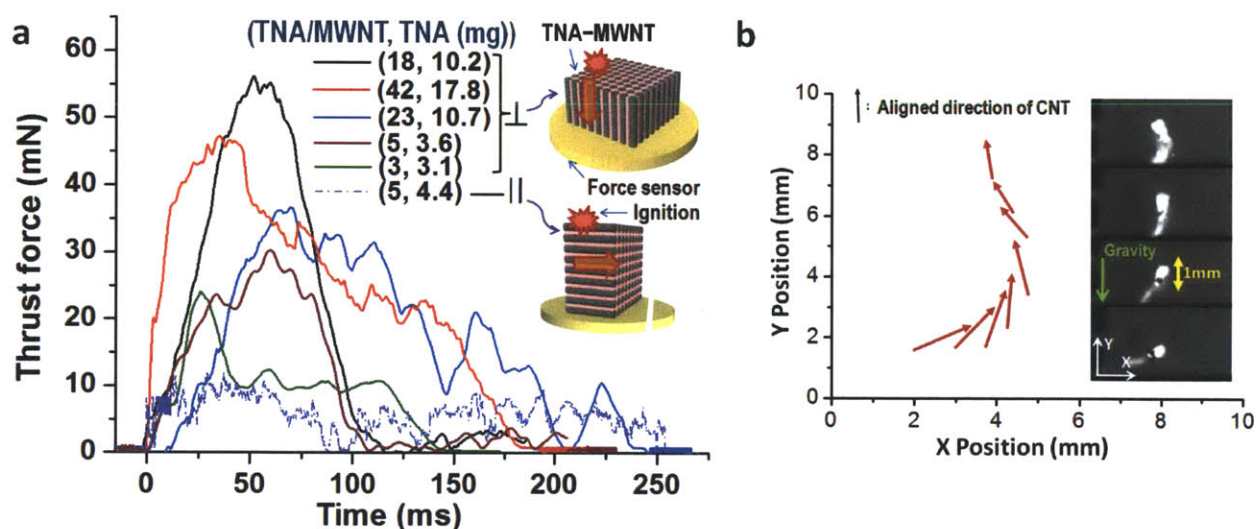 a
(TNA/MWNT, TNA (mg))
(18, 10.2)
(42, 17.8)
(23, 10.7)
(5, 3.6)
(3, 3.1)
(5, 4.4)
⊥
||
TNA–MWNT
Force sensor
Ignition
60
50
40
30
20
10
0
Thrust force (mN)
0 50 100 150 200 250
Time (ms)
b
: Aligned direction of CNT
10
8
6
4
2
0
Y Position (mm)
0 2 4 6 8 10
X Position (mm)
Gravity
1mm
Y
X